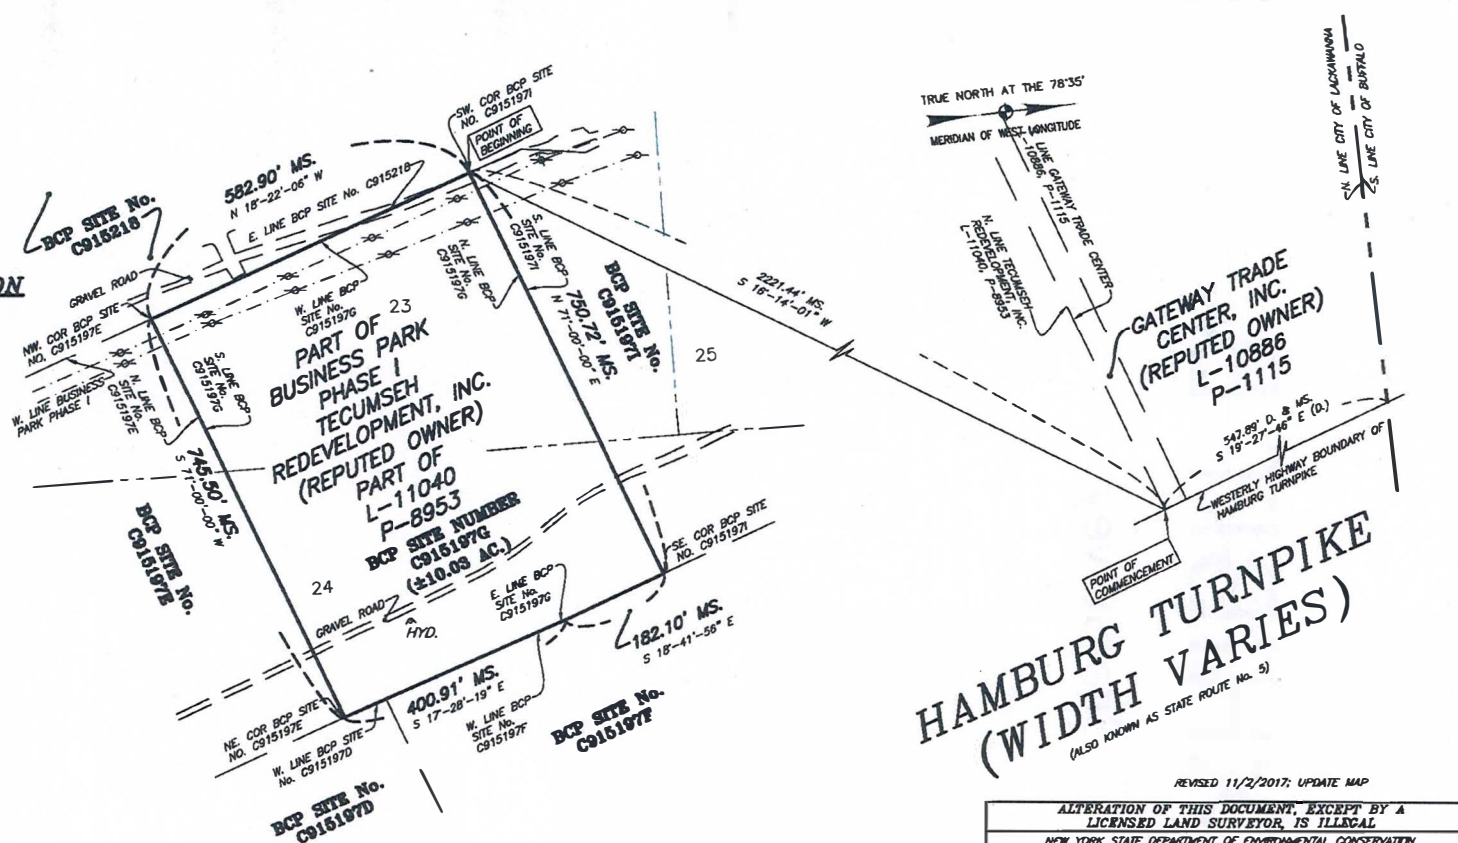 SW. COR BCP SITE
NO. C915197I
POINT OF
BEGINNING
582.90' MS.
N 18°-22'-06" W
E. LINE BCP SITE No. C915218
BCP SITE No.
C915218
ON
GRAVEL ROAD
NW. COR BCP SITE
NO. C915197E
W. LINE BUSINESS
PARK PHASE I
N. LINE BCP
SITE No.
C915197E
S. LINE BCP
SITE No.
C915197G
W. LINE BCP
SITE No.
C915197G
N. LINE BCP
SITE No.
C915197G
S. LINE BCP
SITE No.
C915197I
N 71°-00'-00" E
750.72' MS.
BCP SITE No.
C915197I
23
PART OF
BUSINESS PARK
PHASE I
TECUMSEH
REDEVELOPMENT, INC.
(REPUTED OWNER)
PART OF
L-11040
P-8953
BCP SITE NUMBER
C915197G
(±10.03 AC.)
25
745.50' MS.
S 71°-00'-00" W
BCP SITE No.
C915197E
24
GRAVEL ROAD
HYD.
E. LINE BCP
SITE No.
C915197G
SE. COR BCP SITE
NO. C915197I
182.10' MS.
S 18°-41'-56" E
400.91' MS.
S 17°-28'-19" E
W. LINE BCP
SITE No.
C915197F
BCP SITE No.
C915197F
NE. COR BCP SITE
NO. C915197E
W. LINE BCP SITE
No. C915197D
BCP SITE No.
C915197D
2221.44' MS.
S 16°-14'-01" W
TRUE NORTH AT THE 78°35'
MERIDIAN OF WEST LONGITUDE
LINE GATEWAY TRADE CENTER
L-10886, P-1115
N. LINE TECUMSEH
REDEVELOPMENT, INC.
L-11040, P-8953
GATEWAY TRADE
CENTER, INC.
(REPUTED OWNER)
L-10886
P-1115
N. LINE CITY OF LACKAWANNA
S. LINE CITY OF BUFFALO
547.89' D. & MS.
S 19°-27'-46" E (D.)
WESTERLY HIGHWAY BOUNDARY OF
HAMBURG TURNPIKE
POINT OF
COMMENCEMENT
HAMBURG TURNPIKE
(WIDTH VARIES)
(ALSO KNOWN AS STATE ROUTE No. 5)
REVISED 11/2/2017; UPDATE MAP
ALTERATION OF THIS DOCUMENT, EXCEPT BY A
LICENSED LAND SURVEYOR, IS ILLEGAL
NEW YORK STATE DEPARTMENT OF ENVIRONMENTAL CONSERVATION